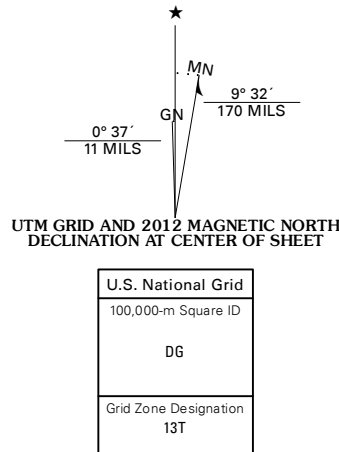 ★
MN
GN
9° 32´
170 MILS
0° 37´
11 MILS
UTM GRID AND 2012 MAGNETIC NORTH
DECLINATION AT CENTER OF SHEET
U.S. National Grid
100,000-m Square ID
DG
Grid Zone Designation
13T